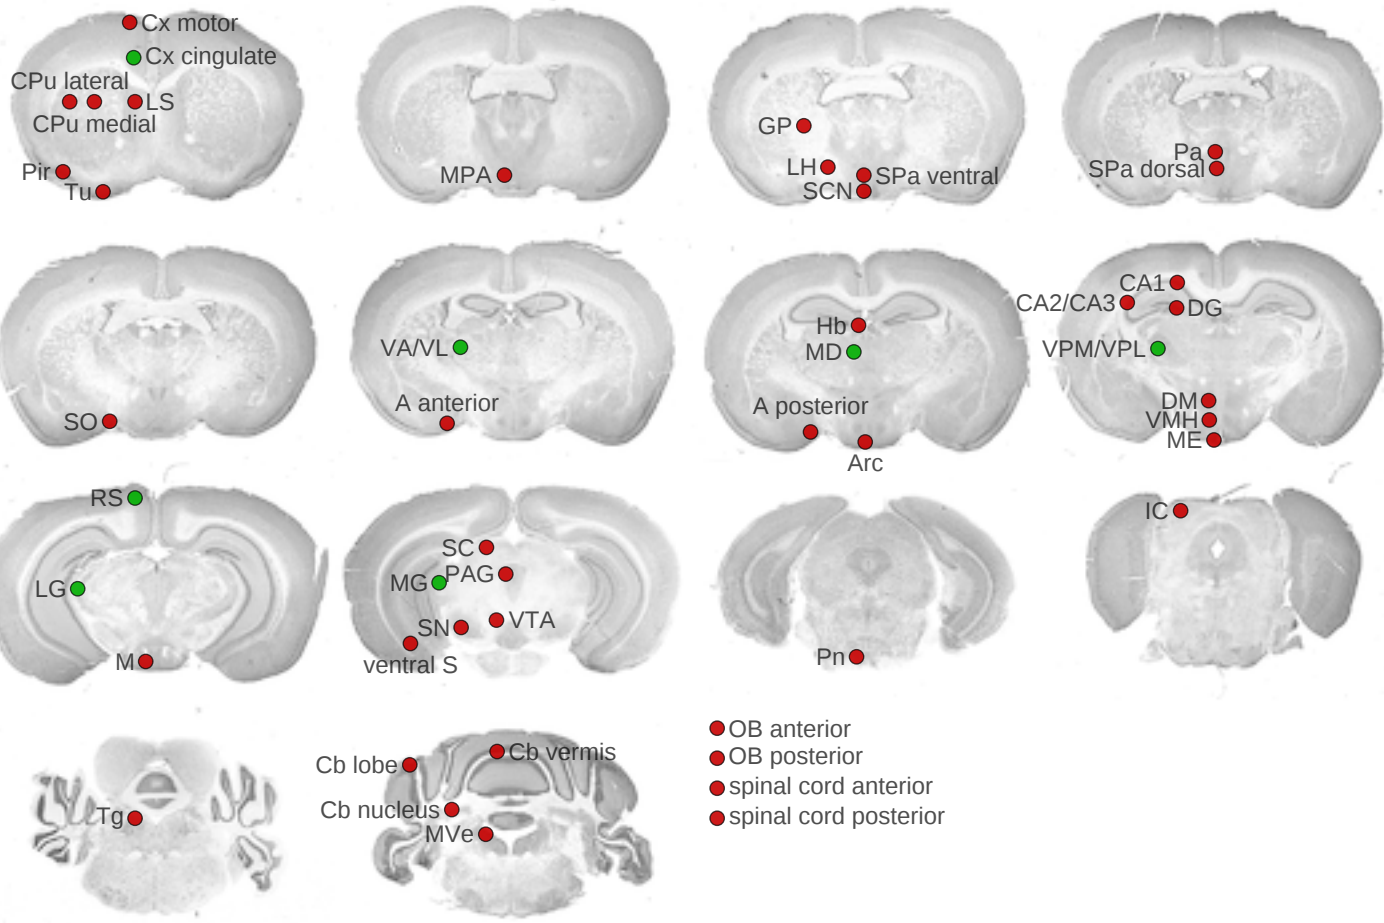 Cx motor
Cx cingulate
CPu lateral
LS
CPu medial
Pir
Tu
MPA
GP
LH
SPa ventral
SCN
Pa
SPa dorsal
SO
VA/VL
A anterior
Hb
MD
A posterior
Arc
CA1
CA2/CA3
DG
VPM/VPL
DM
VMH
ME
RS
LG
M
SC
MG
PAG
SN
VTA
ventral S
Pn
IC
Tg
Cb vermis
Cb lobe
Cb nucleus
MVe
OB anterior
OB posterior
spinal cord anterior
spinal cord posterior